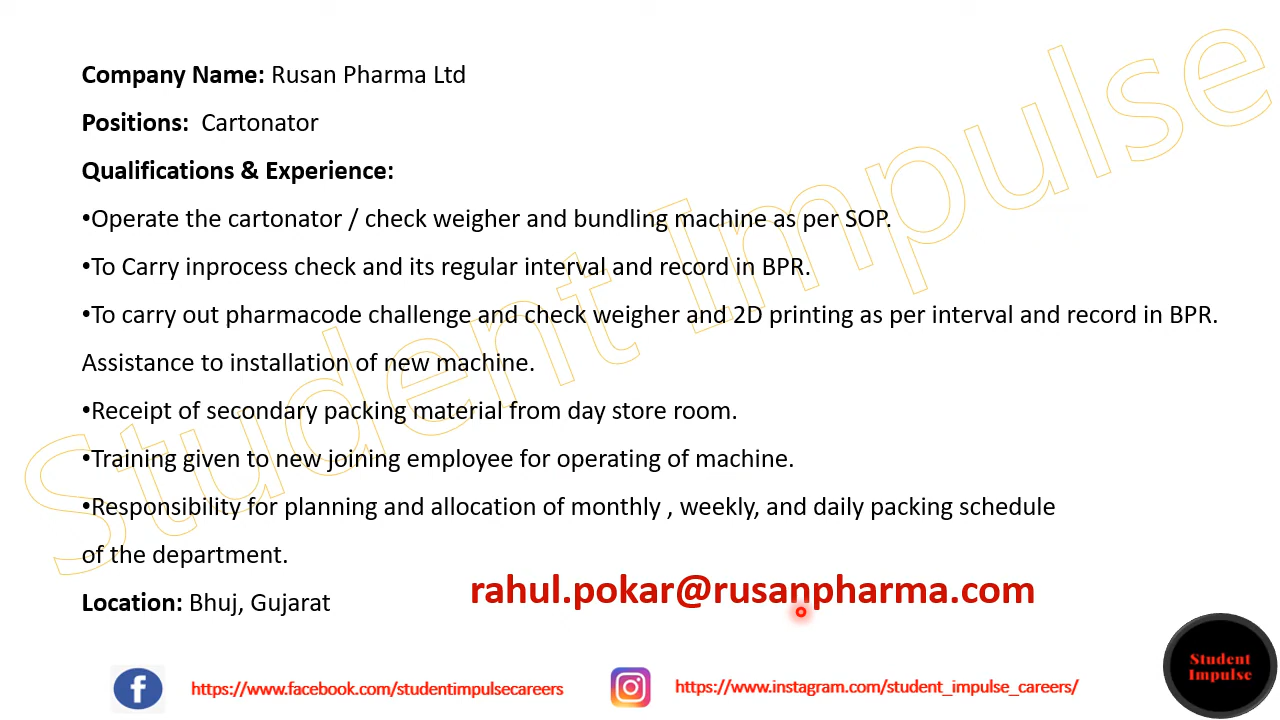 Company Name: Rusan Pharma Ltd
Positions:  Cartonator
Qualifications & Experience:
•Operate the cartonator / check weigher and bundling machine as per SOP.
•To Carry inprocess check and its regular interval and record in BPR.
•To carry out pharmacode challenge and check weigher and 2D printing as per interval and record in BPR.
Assistance to installation of new machine.
•Receipt of secondary packing material from day store room.
•Training given to new joining employee for operating of machine.
•Responsibility for planning and allocation of monthly , weekly, and daily packing schedule
of the department.
Location: Bhuj, Gujarat
rahul.pokar@rusanpharma.com
Student Impulse
https://www.facebook.com/studentimpulsecareers
https://www.instagram.com/student_impulse_careers/
Student
Impulse